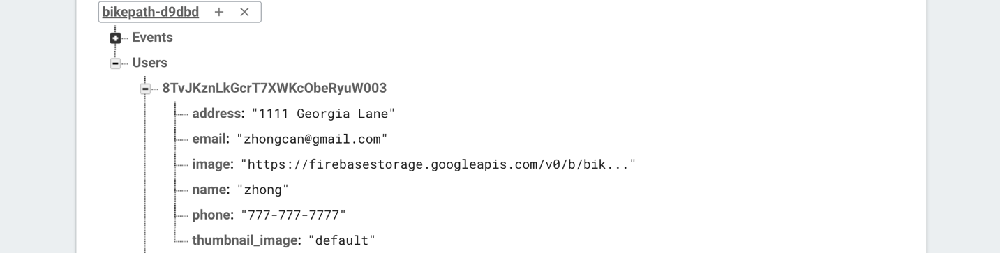 bikepath-d9dbd + ×
Events
Users
8TvJKznLkGcrT7XWKcObeRyuW003
address: "1111 Georgia Lane"
email: "zhongcan@gmail.com"
image: "https://firebasestorage.googleapis.com/v0/b/bik..."
name: "zhong"
phone: "777-777-7777"
thumbnail_image: "default"